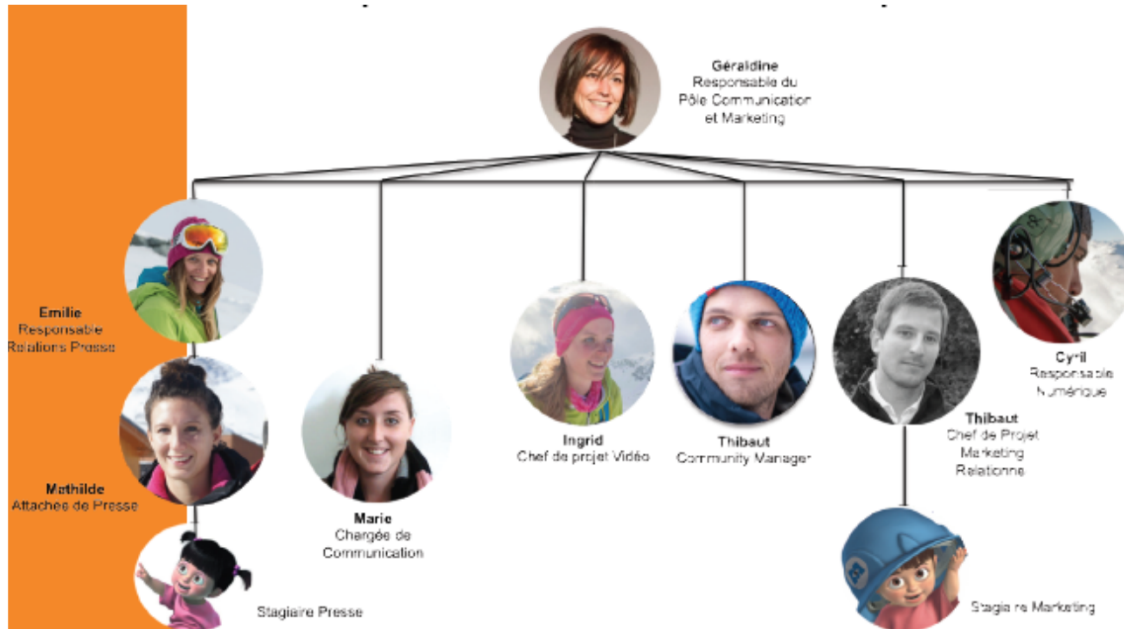 Géraldine
Responsable du
Pôle Communication
et Marketing
Emilie
Responsable
Relations Presse
Cyril
Responsable
Numérique
Ingrid
Chef de projet Vidéo
Thibaut
Community Manager
Thibaut
Chef de Projet
Marketing
Relationne
Mathilde
Attachée de Presse
Marie
Chargée de
Communication
Stagiaire Presse
Stagiaire Marketing